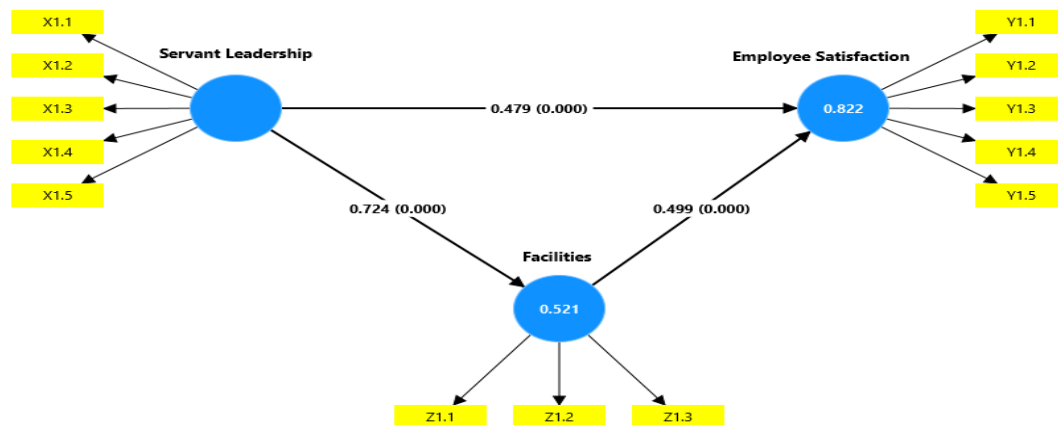 X1.1
X1.2
X1.3
X1.4
X1.5
Servant Leadership
0.479 (0.000)
0.724 (0.000)
Employee Satisfaction
0.822
Y1.1
Y1.2
Y1.3
Y1.4
Y1.5
0.499 (0.000)
Facilities
0.521
Z1.1
Z1.2
Z1.3